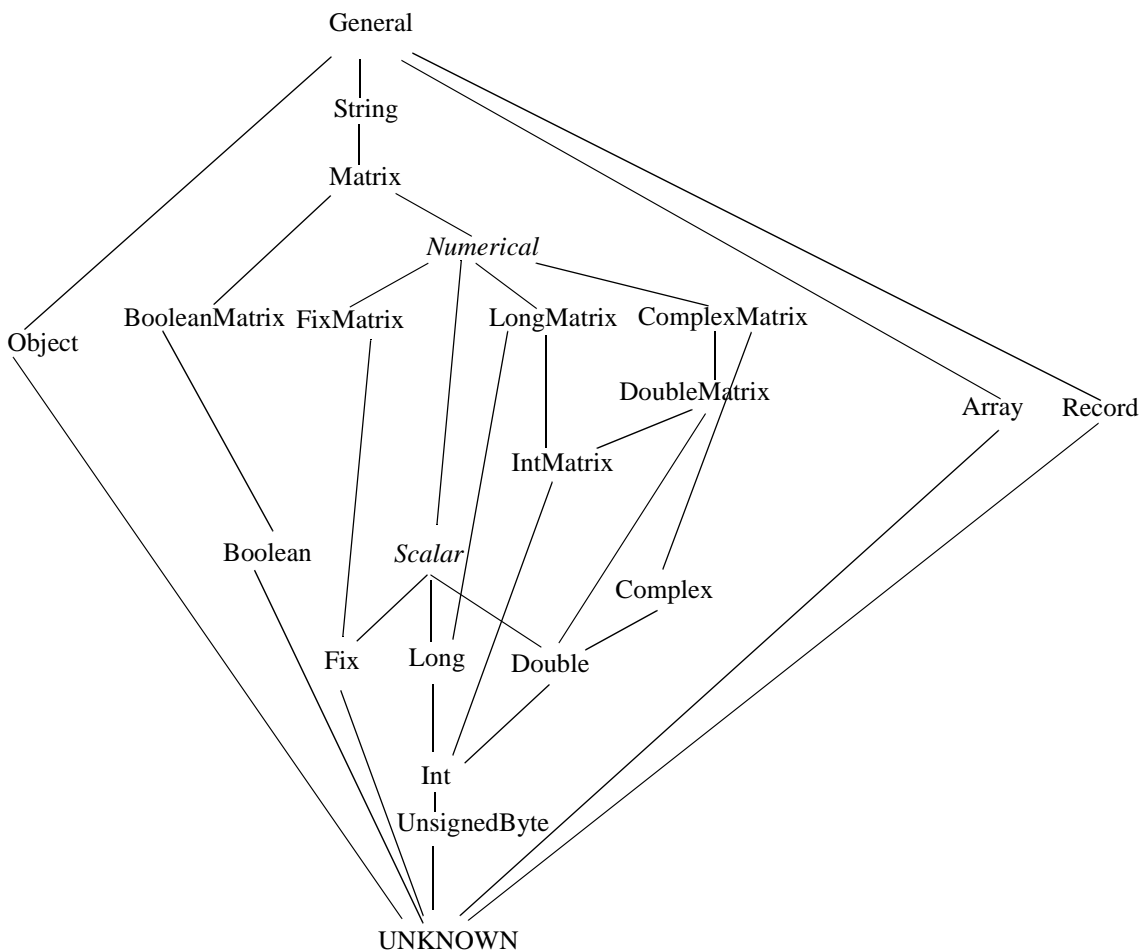 General
String
Matrix
Numerical
BooleanMatrix
FixMatrix
LongMatrix
ComplexMatrix
Object
DoubleMatrix
Array
Record
IntMatrix
Boolean
Scalar
Complex
Fix
Long
Double
Int
UnsignedByte
UNKNOWN